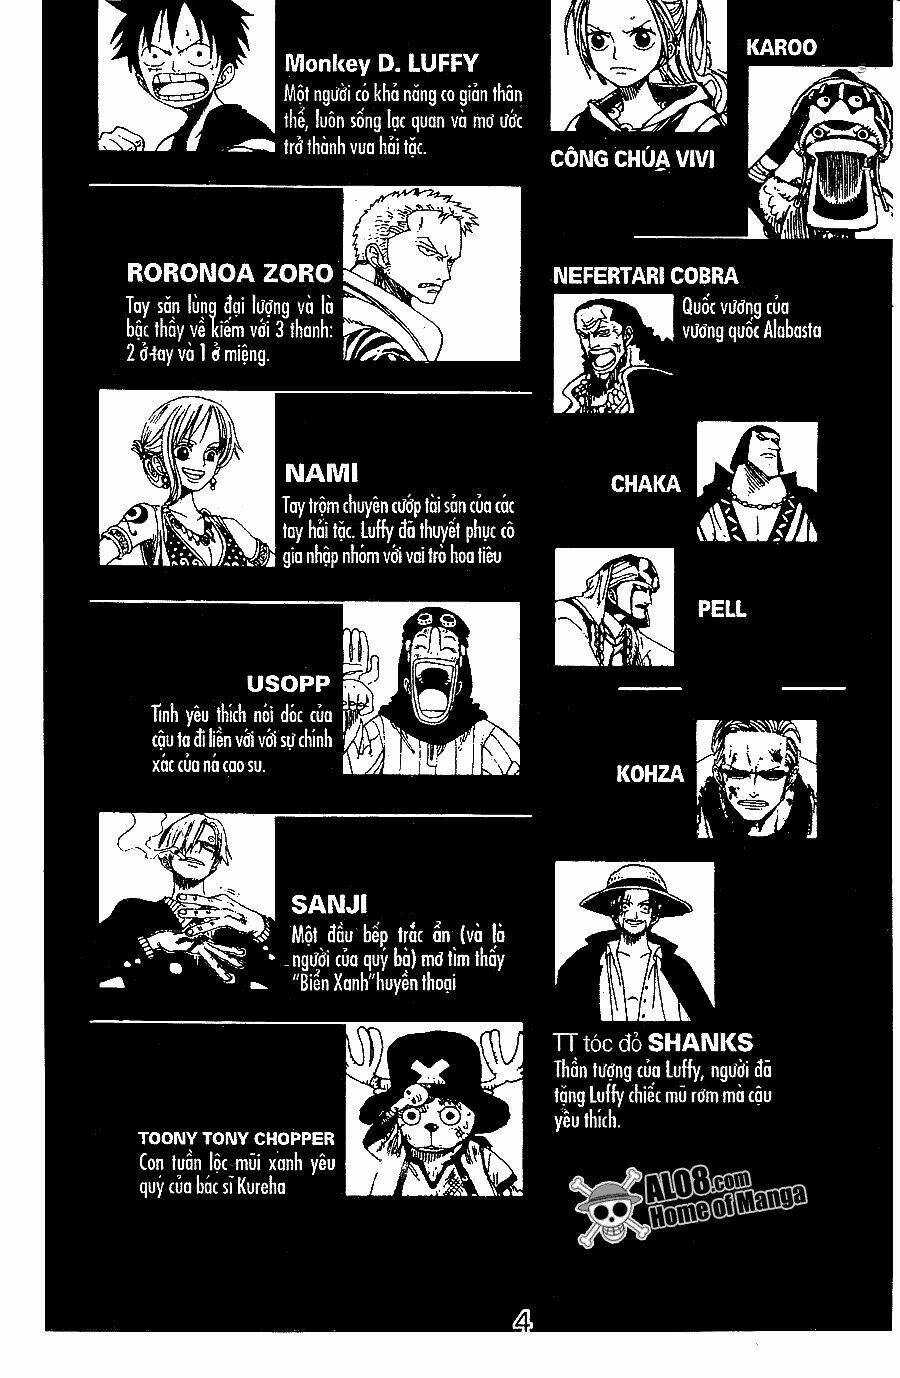 Monkey D. LUFFY
Một người có khả năng co giãn thân
thể, luôn sống lạc quan và mơ ước
trở thành vua hải tặc.
RORONOA ZORO
Tay săn lùng đại lượng và là
bậc thầy về kiếm với 3 thanh:
2 ở tay và 1 ở miệng.
NAMI
Tay trộm chuyên cướp tài sản của các
tay hải tặc. Luffy đã thuyết phục cô
gia nhập nhóm với vai trò hoa tiêu
USOPP
Tính yêu thích nói dóc của
cậu ta đi liền với với sự chính
xác của ná cao su.
SANJI
Một đầu bếp trắc ẩn (và là
người của quý bà) mơ tìm thấy
"Biển Xanh"huyền thoại
TOONY TONY CHOPPER
Con tuần lộc mũi xanh yêu
quý của bác sĩ Kureha
KAROO
CÔNG CHÚA VIVI
NEFERTARI COBRA
Quốc vương của
vương quốc Alabasta
CHAKA
PELL
KOHZA
TT tóc đỏ SHANKS
Thần tượng của Luffy, người đã
tặng Luffy chiếc mũ rơm mà cậu
yêu thích.
ALO8.com
Home of Manga
4